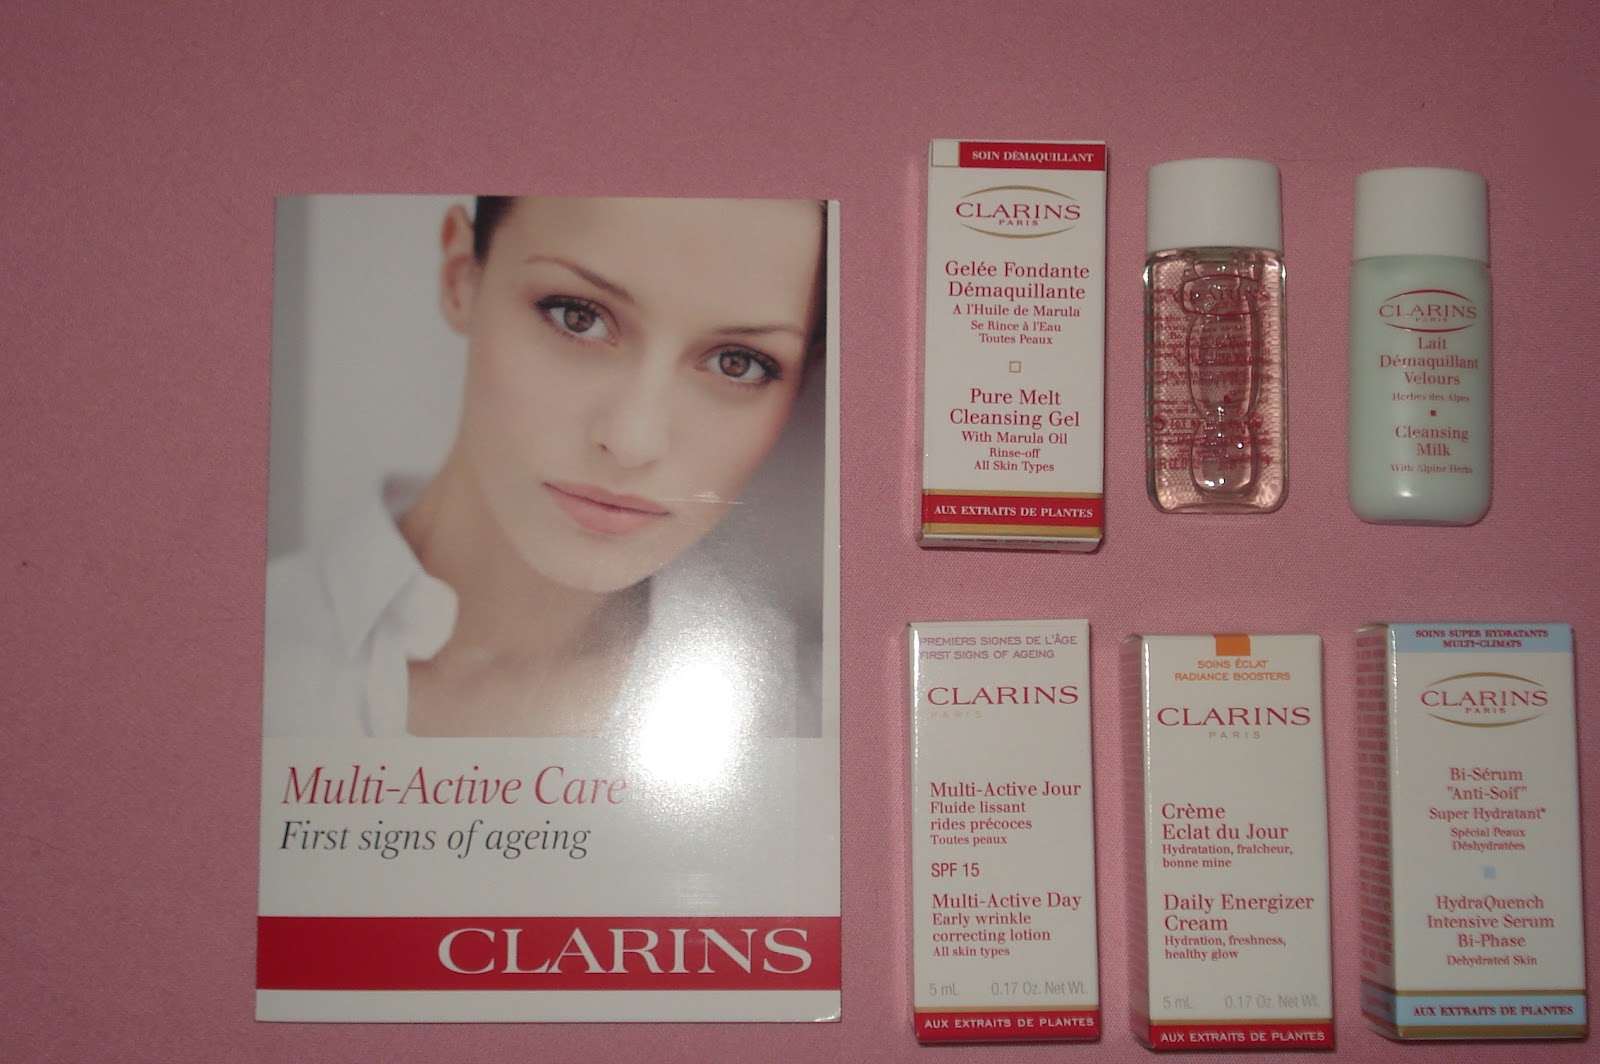 Multi-Active Care
First signs of ageing
CLARINS
SOIN DÉMAQUILLANT
CLARINS
PARIS
Gelée Fondante
Démaquillante
A l'Huile de Marula
Se Rince à l'Eau
Toutes Peaux
Pure Melt
Cleansing Gel
With Marula Oil
Rinse-off
All Skin Types
AUX EXTRAITS DE PLANTES
CLARINS
CLARINS
PARIS
Lait
Démaquillant
Velours
Herbes des Alpes
Cleansing
Milk
With Alpine Herbs
PREMIERS SIGNES DE L'ÂGE
FIRST SIGNS OF AGEING
CLARINS
PARIS
Multi-Active Jour
Fluide lissant
rides précoces
Toutes peaux
SPF 15
Multi-Active Day
Early wrinkle
correcting lotion
All skin types
5 mL 0.17 Oz. Net Wt.
AUX EXTRAITS DE PLANTES
SOINS ÉCLAT
RADIANCE BOOSTERS
CLARINS
PARIS
Crème
Eclat du Jour
Hydratation, fraîcheur,
bonne mine
Daily Energizer
Cream
Hydration, freshness,
healthy glow
5 mL 0.17 Oz. Net Wt.
AUX EXTRAITS DE PLANTES
SOINS SUPER HYDRATANTS
MULTI-CLIMATS
CLARINS
PARIS
Bi-Sérum
"Anti-Soif"
Super Hydratant*
Spécial Peaux
Déshydratées
HydraQuench
Intensive Serum
Bi-Phase
Dehydrated Skin
AUX EXTRAITS DE PLANTES